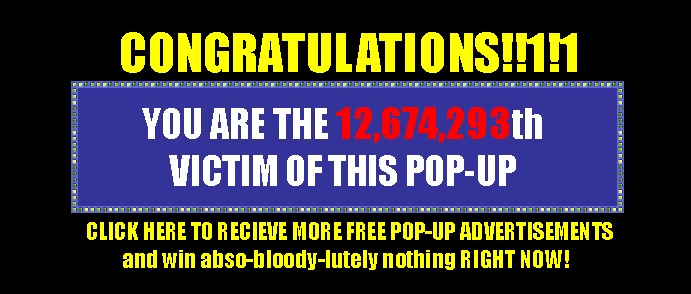 CONGRATULATIONS!!1!1
YOU ARE THE 12,674,293th
VICTIM OF THIS POP-UP
CLICK HERE TO RECIEVE MORE FREE POP-UP ADVERTISEMENTS
and win abso-bloody-lutely nothing RIGHT NOW!